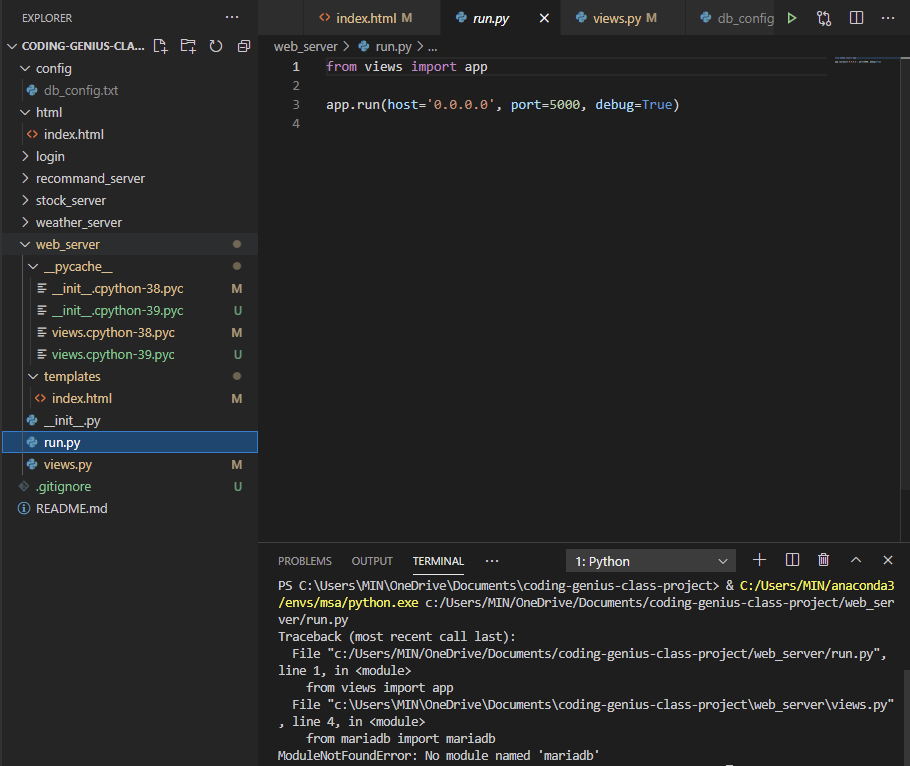 EXPLORER
CODING-GENIUS-CLA...
config
db_config.txt
html
index.html
login
recommand_server
stock_server
weather_server
web_server
__pycache__
__init__.cpython-38.pyc M
__init__.cpython-39.pyc U
views.cpython-38.pyc M
views.cpython-39.pyc U
templates
index.html M
__init__.py
run.py
views.py M
.gitignore U
README.md
index.html M
run.py
views.py M
db_config
web_server > run.py > ...
1 from views import app
2
3 app.run(host='0.0.0.0', port=5000, debug=True)
4
PROBLEMS OUTPUT TERMINAL ... 1: Python
PS C:\Users\MIN\OneDrive\Documents\coding-genius-class-project> & C:/Users/MIN/anaconda3
/envs/msa/python.exe c:/Users/MIN/OneDrive/Documents/coding-genius-class-project/web_ser
ver/run.py
Traceback (most recent call last):
File "c:/Users/MIN/OneDrive/Documents/coding-genius-class-project/web_server/run.py",
line 1, in <module>
from views import app
File "c:\Users\MIN\OneDrive\Documents\coding-genius-class-project\web_server\views.py"
, line 4, in <module>
from mariadb import mariadb
ModuleNotFoundError: No module named 'mariadb'